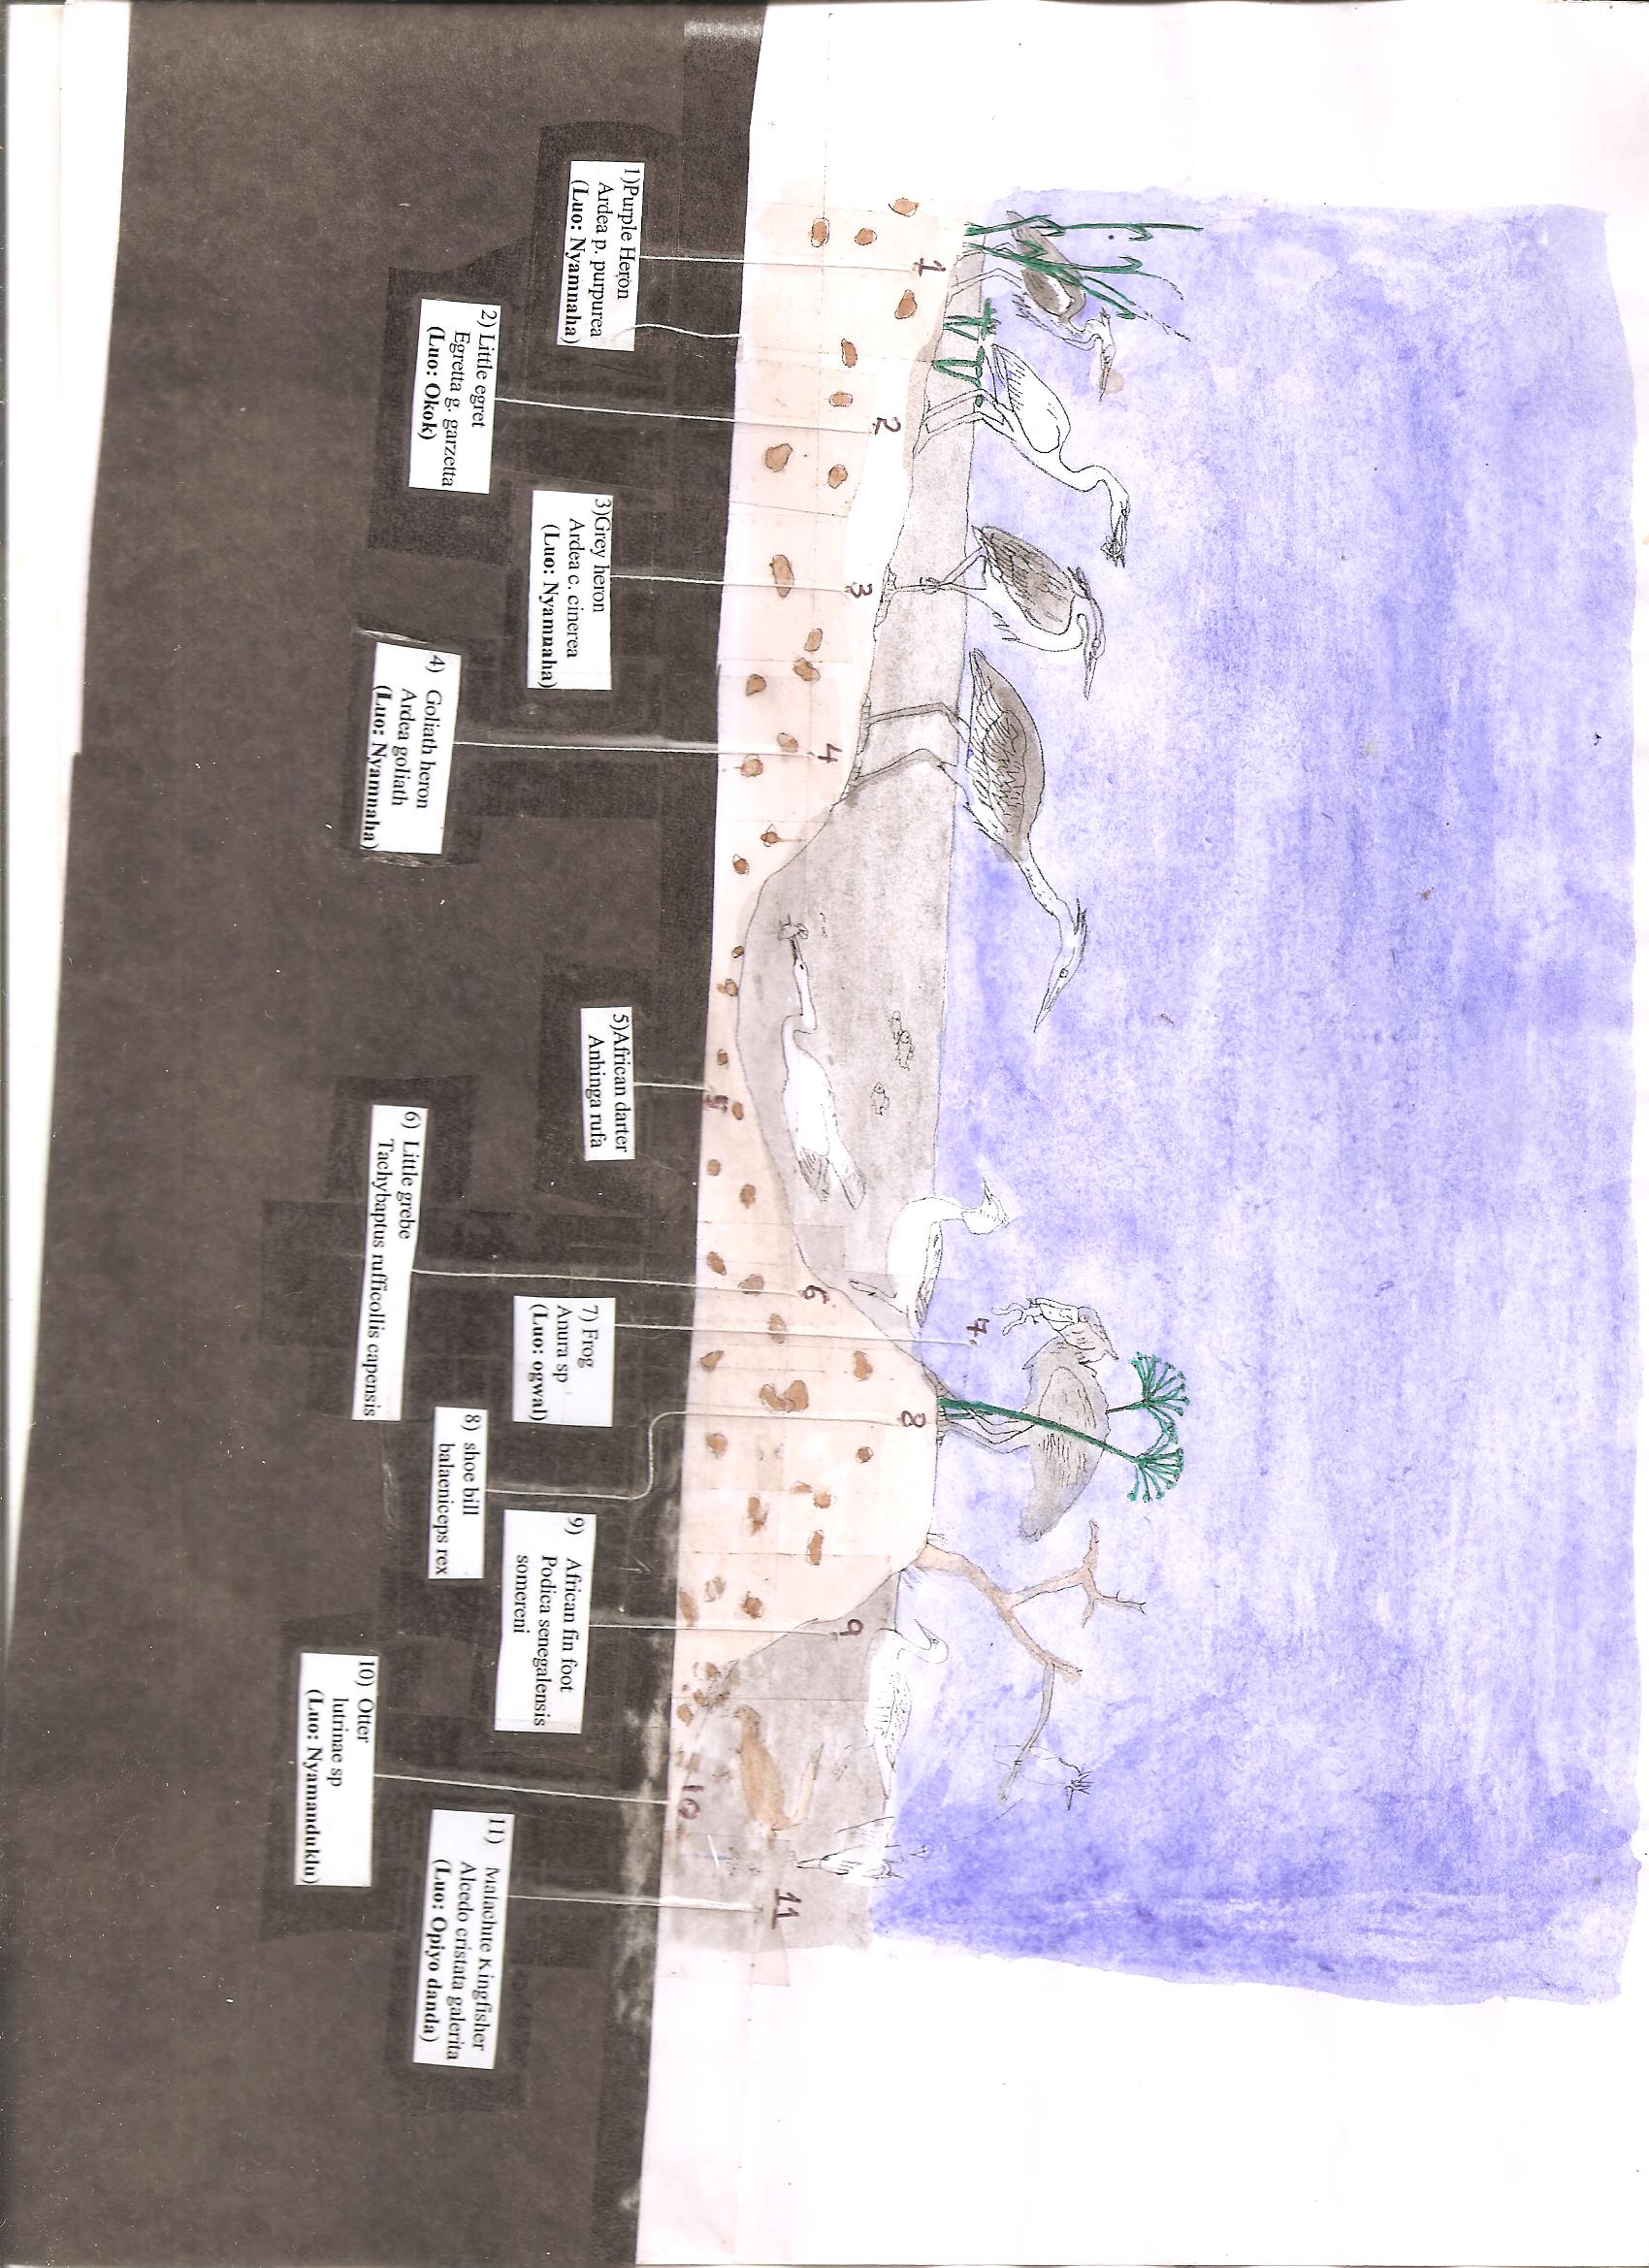 1)Purple Heron
Ardea p. purpurea
(Luo: Nyamnaha)
2) Little egret
Egretta g. garzetta
(Luo: Okok)
3)Grey heron
Ardea c. cinerea
(Luo: Nyamnaha)
4) Goliath heron
Ardea goliath
(Luo: Nyamnaha)
5)African darter
Anhinga rufa
6) Little grebe
Tachybaptus rufficollis capensis
7) Frog
Anura sp
(Luo: ogwal)
8) shoe bill
balaeniceps rex
9) African fin foot
Podica senegalensis
somereni
10) Otter
lutrinae sp
(Luo: Nyamanduklu)
11) Malachite Kingfisher
Alcedo cristata galerita
(Luo: Opiyo danda)
1
2
3
4
5
6
7
8
9
10
11